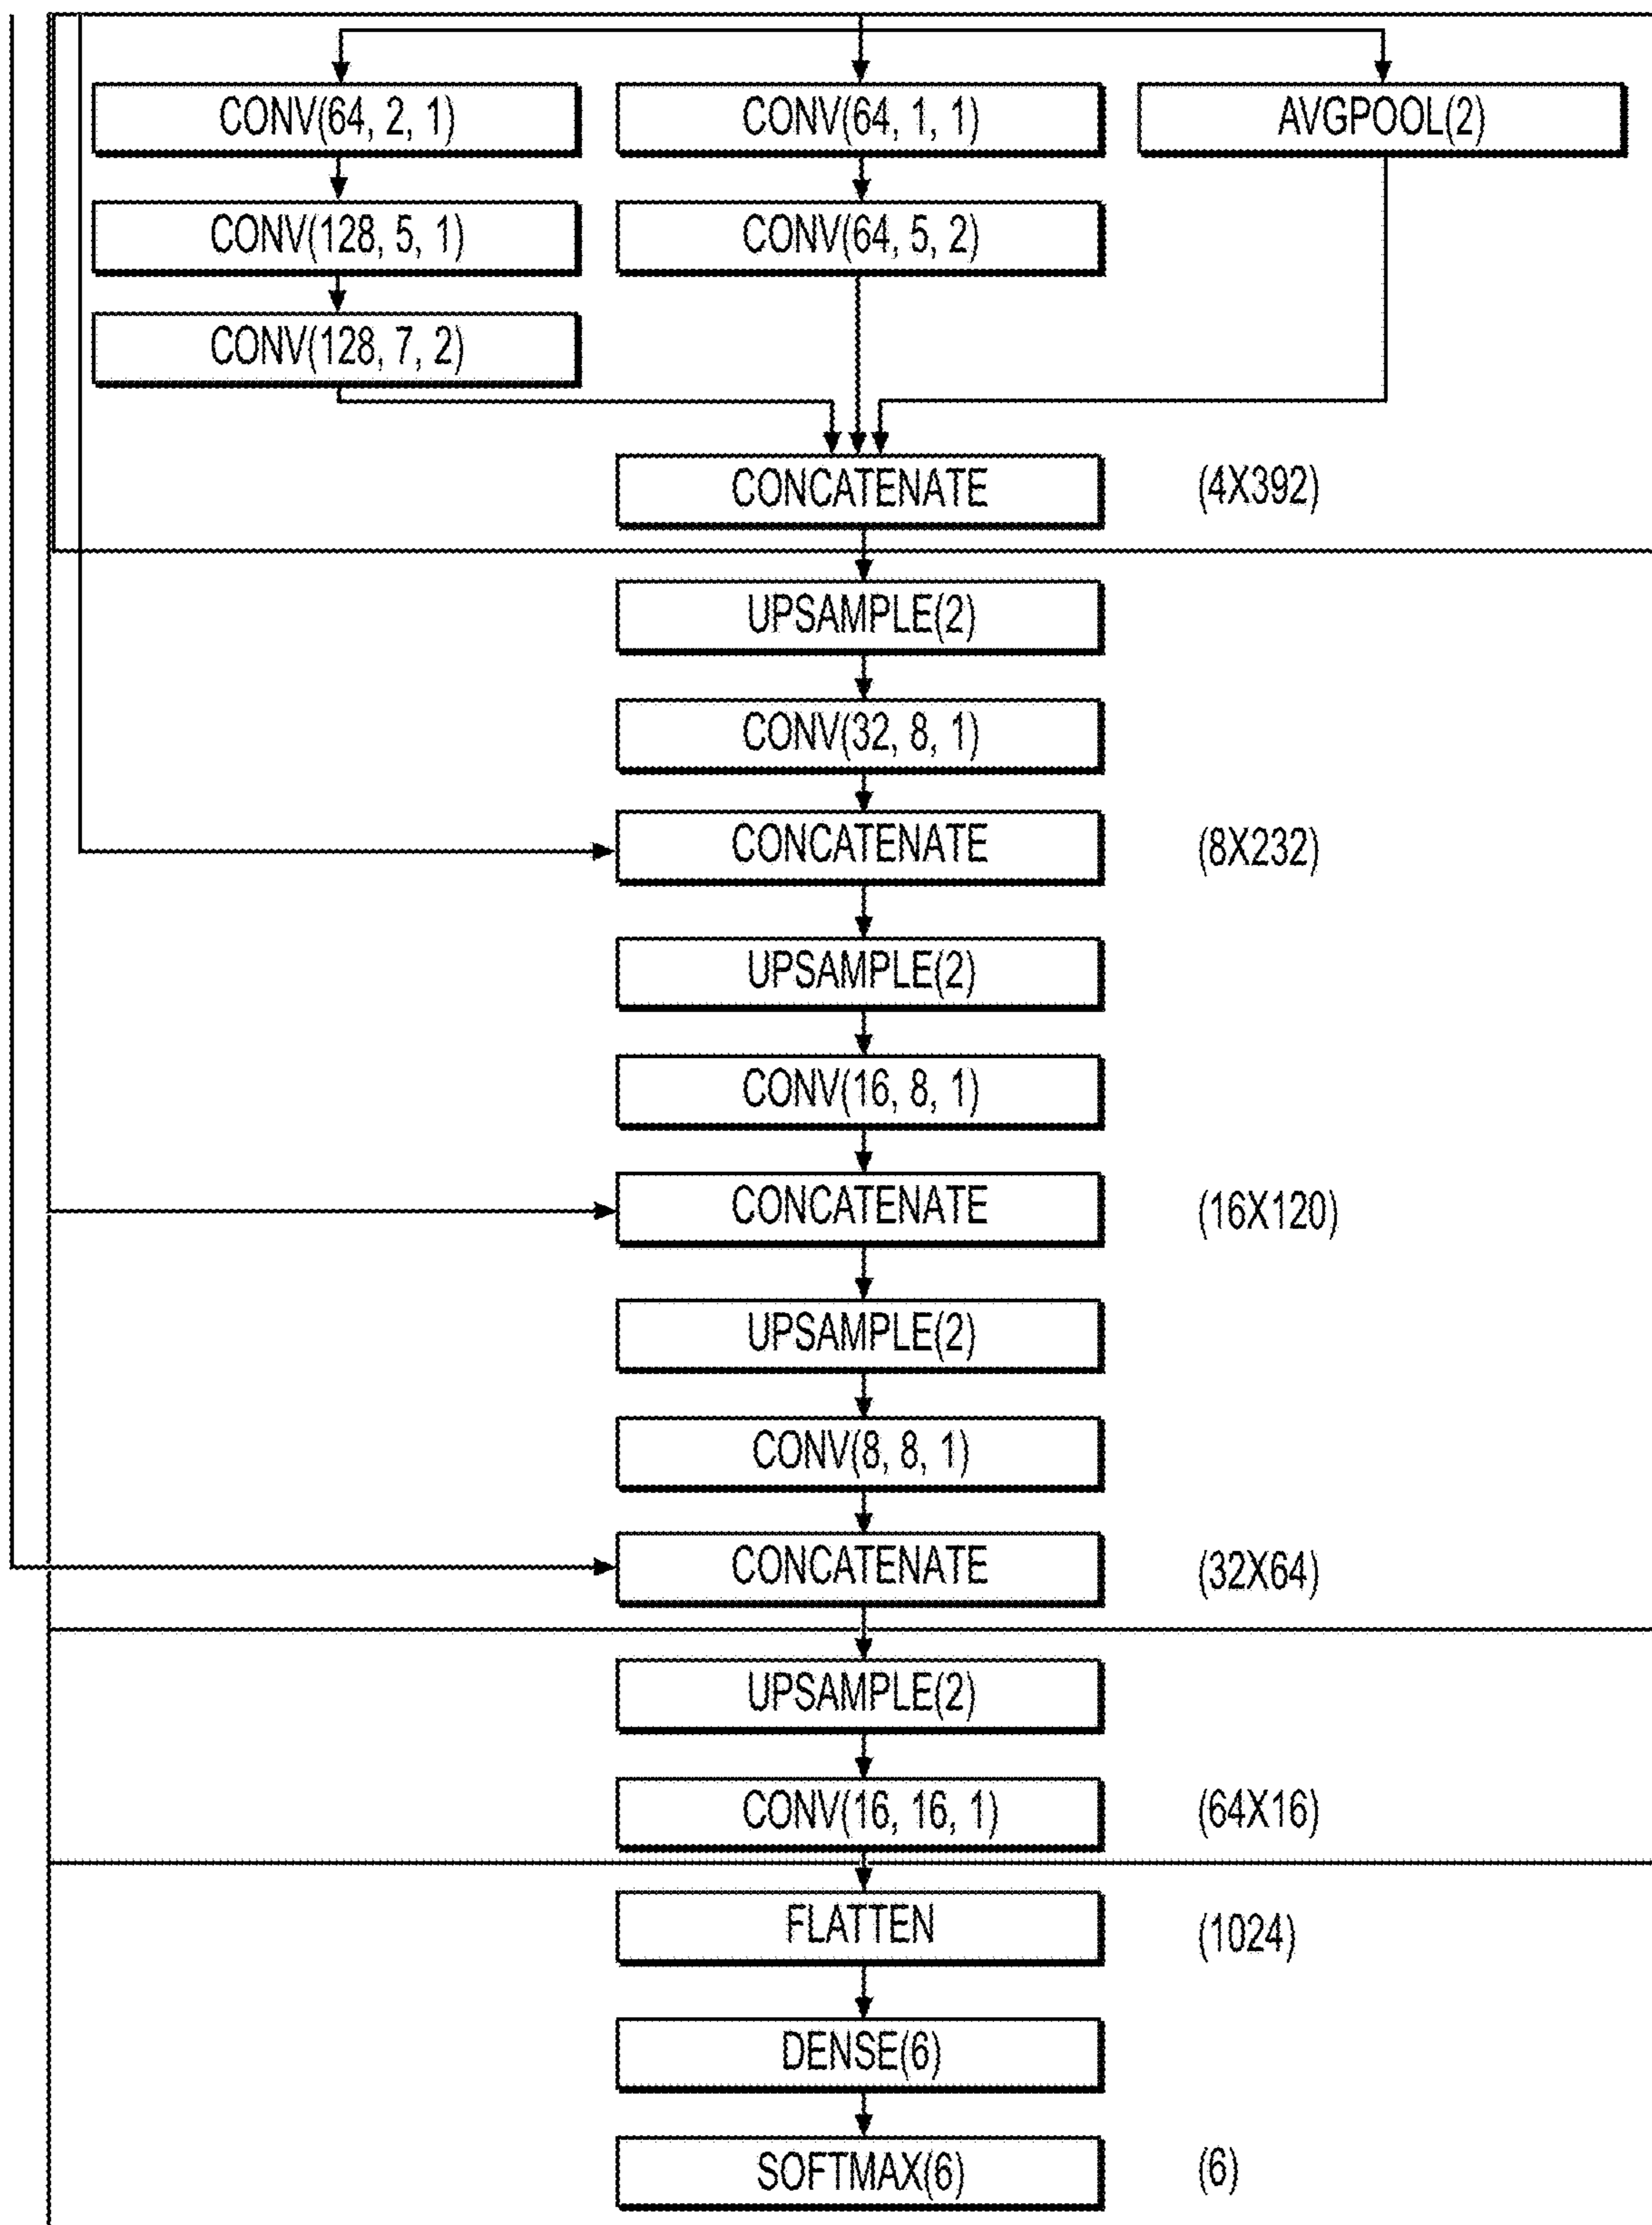 CONV(64, 2, 1) CONV(64, 1, 1) AVGPOOL(2)
CONV(128, 5, 1) CONV(64, 5, 2)
CONV(128, 7, 2)
CONCATENATE (4X392)
UPSAMPLE(2)
CONV(32, 8, 1)
CONCATENATE (8X232)
UPSAMPLE(2)
CONV(16, 8, 1)
CONCATENATE (16X120)
UPSAMPLE(2)
CONV(8, 8, 1)
CONCATENATE (32X64)
UPSAMPLE(2)
CONV(16, 16, 1) (64X16)
FLATTEN (1024)
DENSE(6)
SOFTMAX(6) (6)